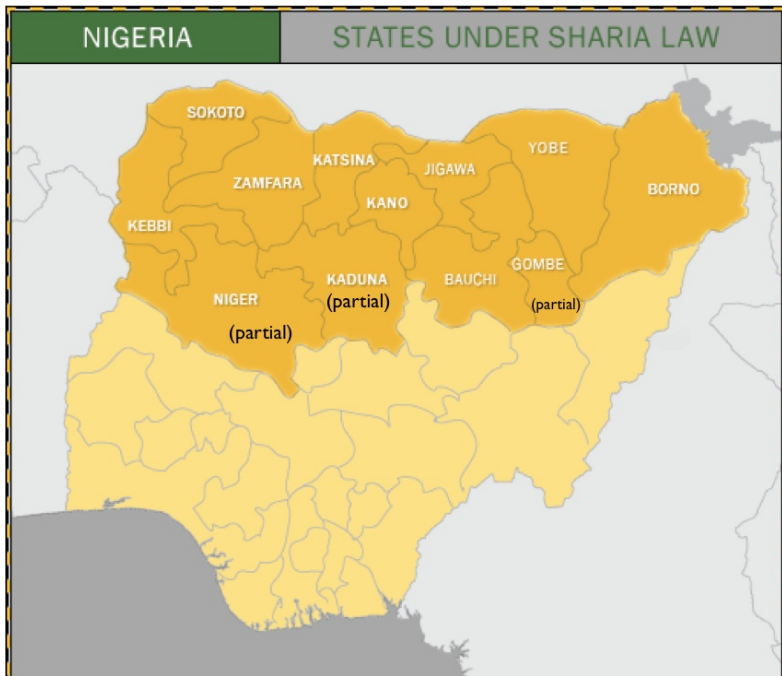 NIGERIA
STATES UNDER SHARIA LAW
SOKOTO
YOBE
KATSINA
JIGAWA
ZAMFARA
BORNO
KANO
KEBBI
GOMBE
KADUNA
BAUCHI
NIGER
(partial)
(partial)
(partial)